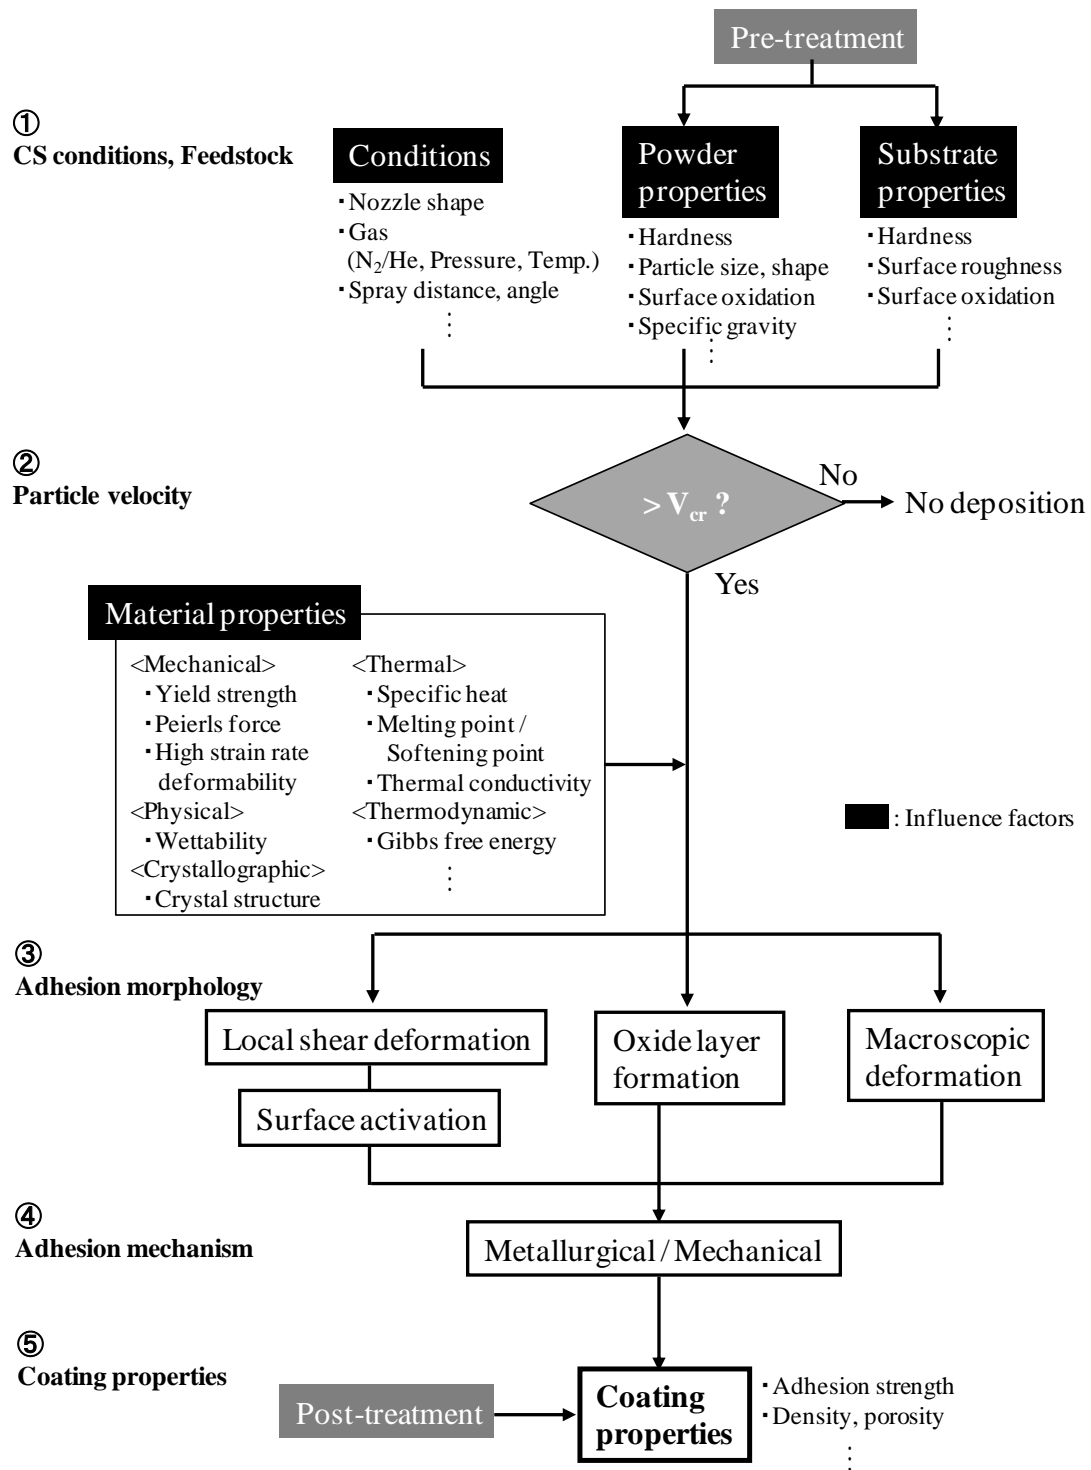 Pre-treatment
①
CS conditions, Feedstock
Conditions
・Nozzle shape
・Gas
(N₂/He, Pressure, Temp.)
・Spray distance, angle
⋮
Powder
properties
・Hardness
・Particle size, shape
・Surface oxidation
・Specific gravity
⋮
Substrate
properties
・Hardness
・Surface roughness
・Surface oxidation
⋮
②
Particle velocity
> Vcr ?
No
No deposition
Yes
Material properties
<Mechanical>
・Yield strength
・Peierls force
・High strain rate
deformability
<Physical>
・Wettability
<Crystallographic>
・Crystal structure
<Thermal>
・Specific heat
・Melting point /
Softening point
・Thermal conductivity
<Thermodynamic>
・Gibbs free energy
⋮
: Influence factors
③
Adhesion morphology
Local shear deformation
Surface activation
Oxide layer
formation
Macroscopic
deformation
④
Adhesion mechanism
Metallurgical / Mechanical
⑤
Coating properties
Post-treatment
Coating
properties
・Adhesion strength
・Density, porosity
⋮